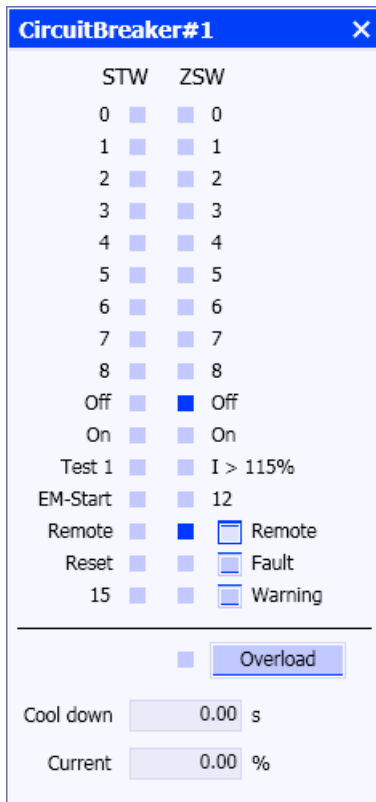 CircuitBreaker#1
STW ZSW
0 0
1 1
2 2
3 3
4 4
5 5
6 6
7 7
8 8
Off Off
On On
Test 1 I > 115%
EM-Start 12
Remote Remote
Reset Fault
15 Warning
Overload
Cool down 0.00 s
Current 0.00 %